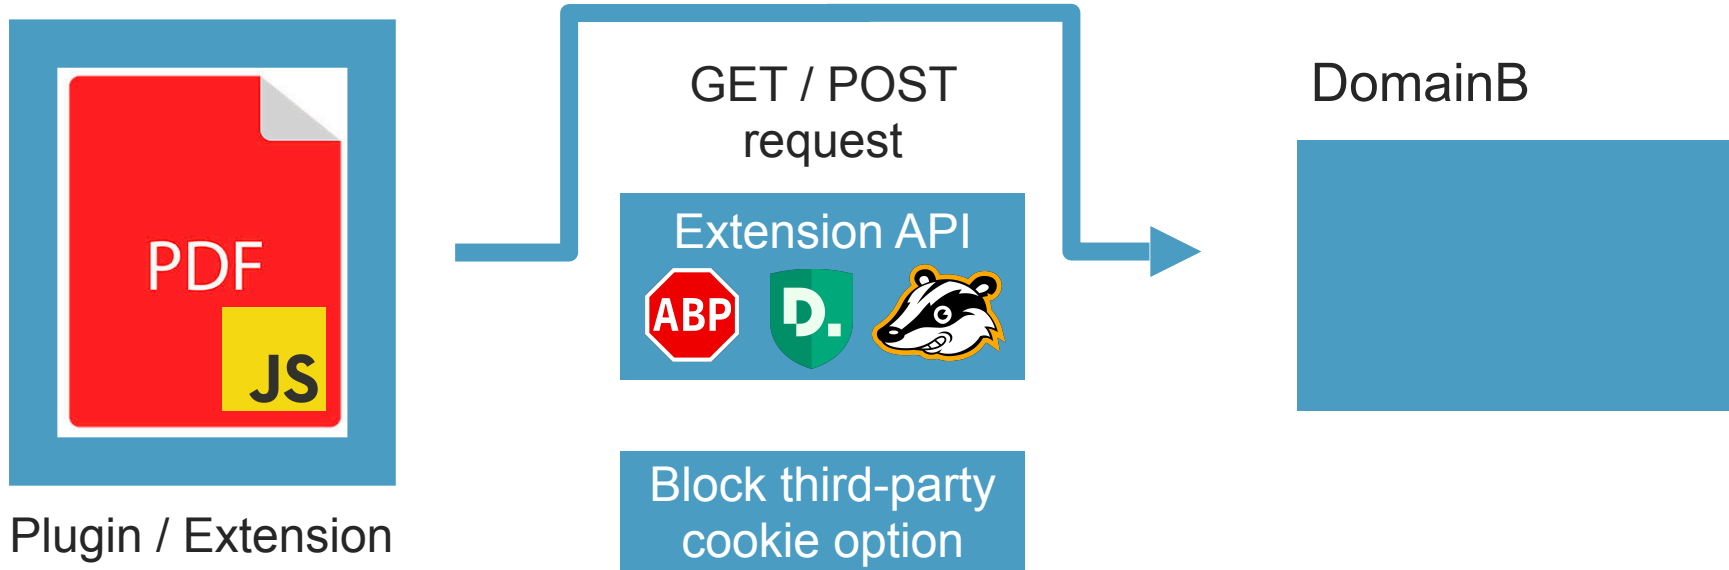 PDF
JS
Plugin / Extension
GET / POST
request
Extension API
ABP
D.
Block third-party
cookie option
DomainB